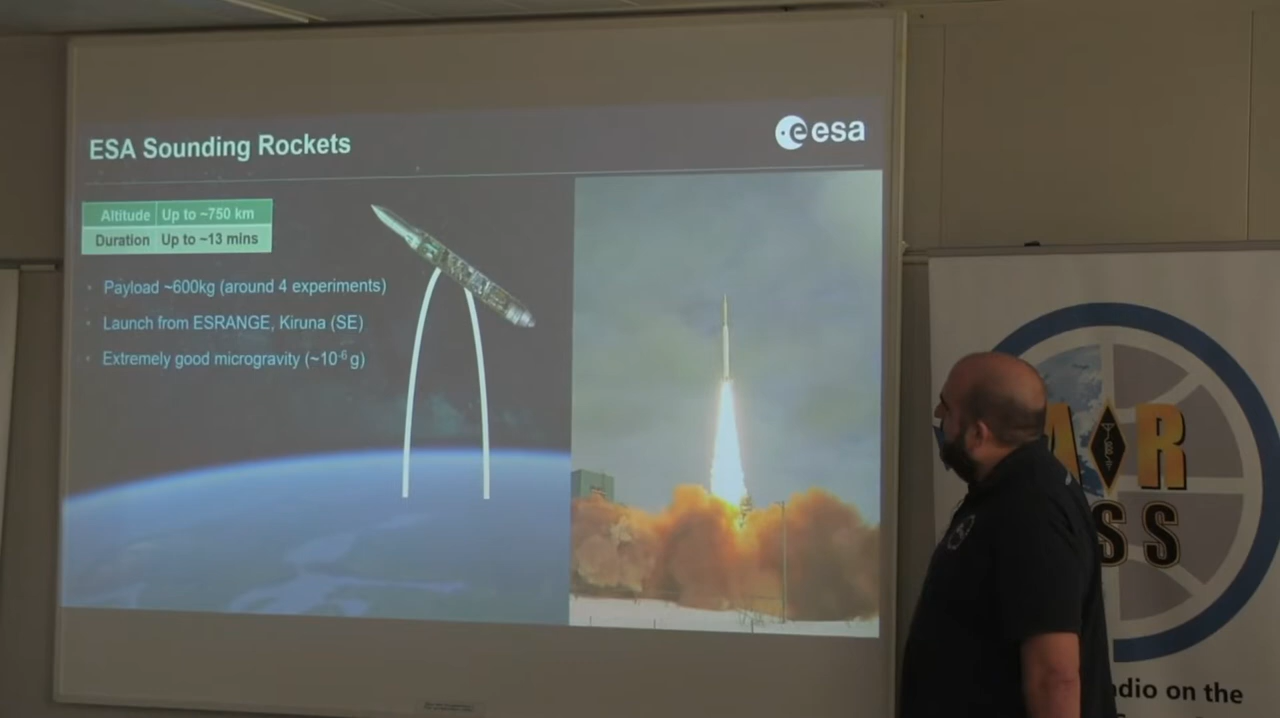 ESA Sounding Rockets
esa
Altitude Up to ~750 km
Duration Up to ~13 mins
Payload ~600kg (around 4 experiments)
Launch from ESRANGE, Kiruna (SE)
Extremely good microgravity (~10⁻⁶ g)
A R
SS
adio on the